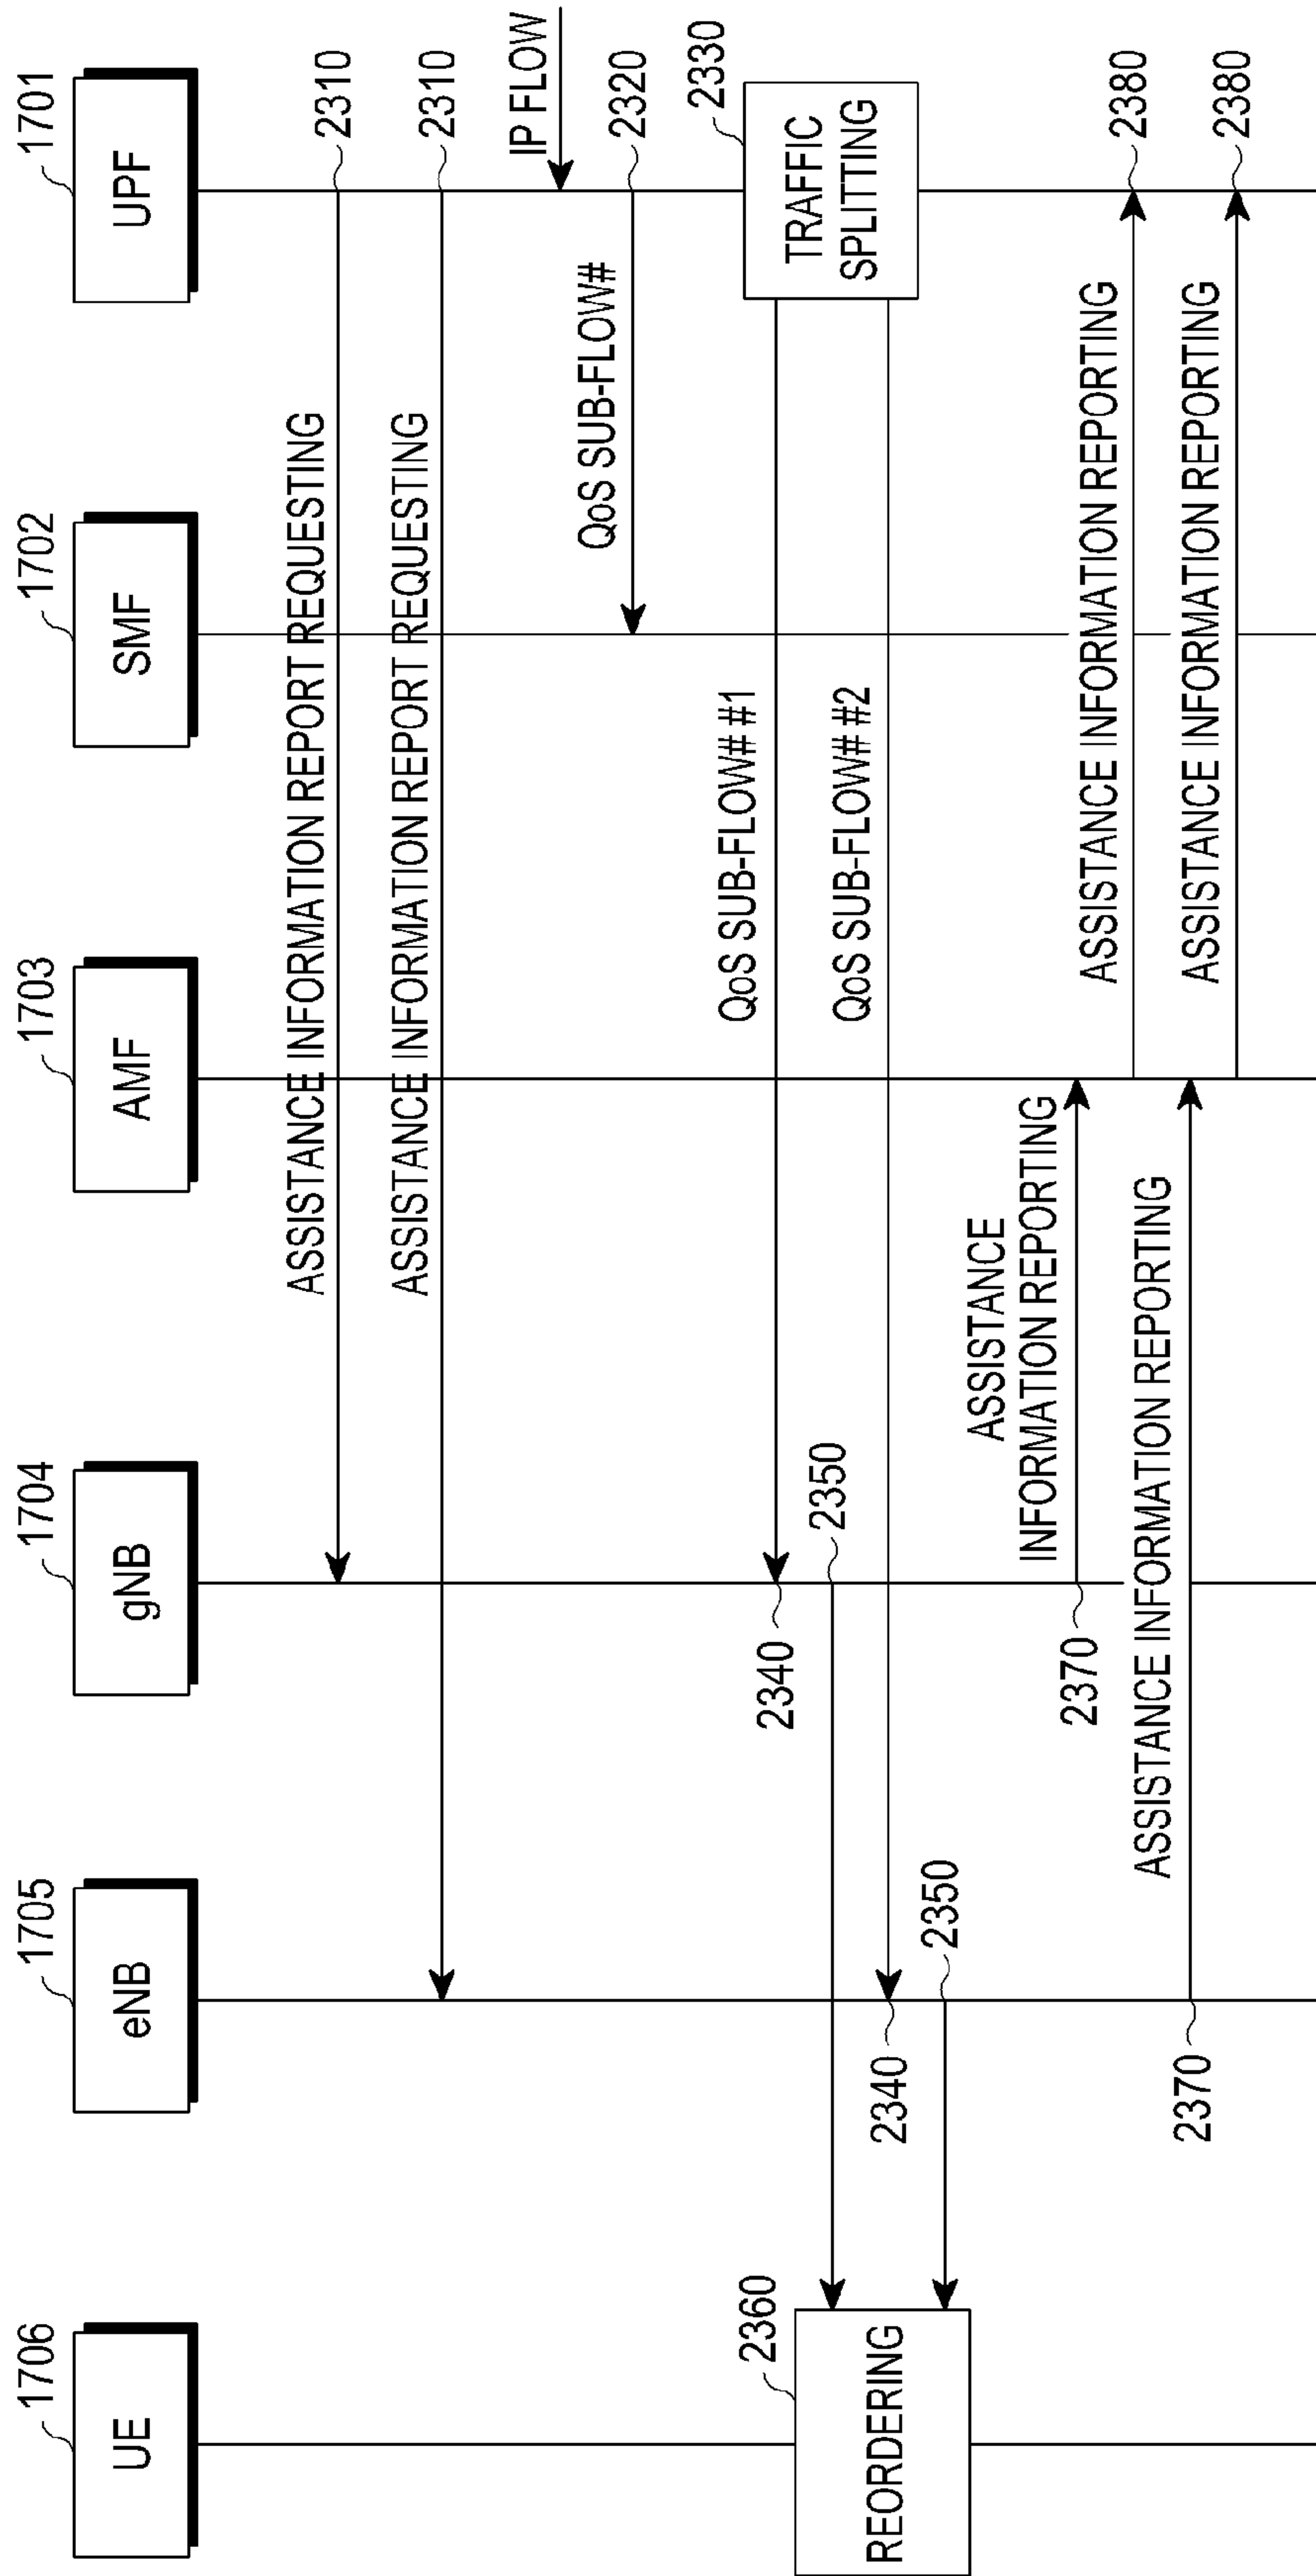 1706
1705
1704
1703
1702
1701
UE
eNB
gNB
AMF
SMF
UPF
ASSISTANCE INFORMATION REPORT REQUESTING
2310
ASSISTANCE INFORMATION REPORT REQUESTING
2310
IP FLOW
QoS SUB-FLOW#
2320
2330
TRAFFIC
SPLITTING
QoS SUB-FLOW# #1
2340
2350
QoS SUB-FLOW# #2
2340
2350
2360
REORDERING
ASSISTANCE
INFORMATION REPORTING
2370
ASSISTANCE INFORMATION REPORTING
2380
ASSISTANCE INFORMATION REPORTING
2370
ASSISTANCE INFORMATION REPORTING
2380